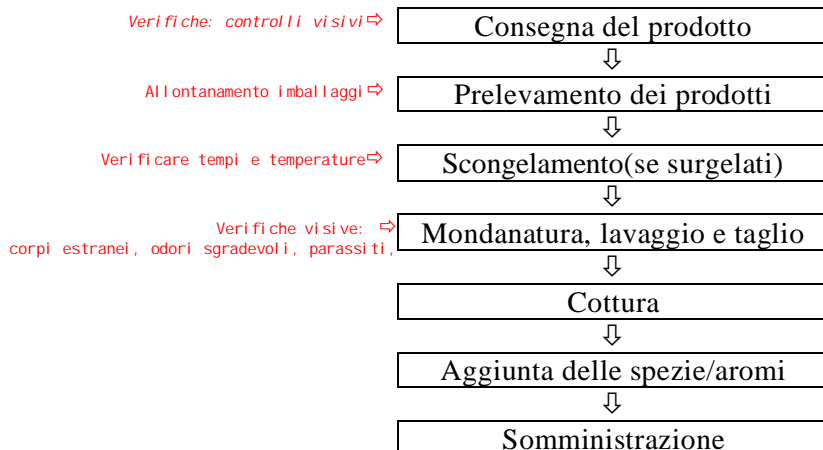 Verifiche: controlli visivi⇨ Consegna del prodotto
Allontanamento imballaggi⇨ Prelevamento dei prodotti
Verificare tempi e temperature⇨ Scongelamento(se surgelati)
Verifiche visive: ⇨
corpi estranei, odori sgradevoli, parassiti,
Mondanatura, lavaggio e taglio
Cottura
Aggiunta delle spezie/aromi
Somministrazione